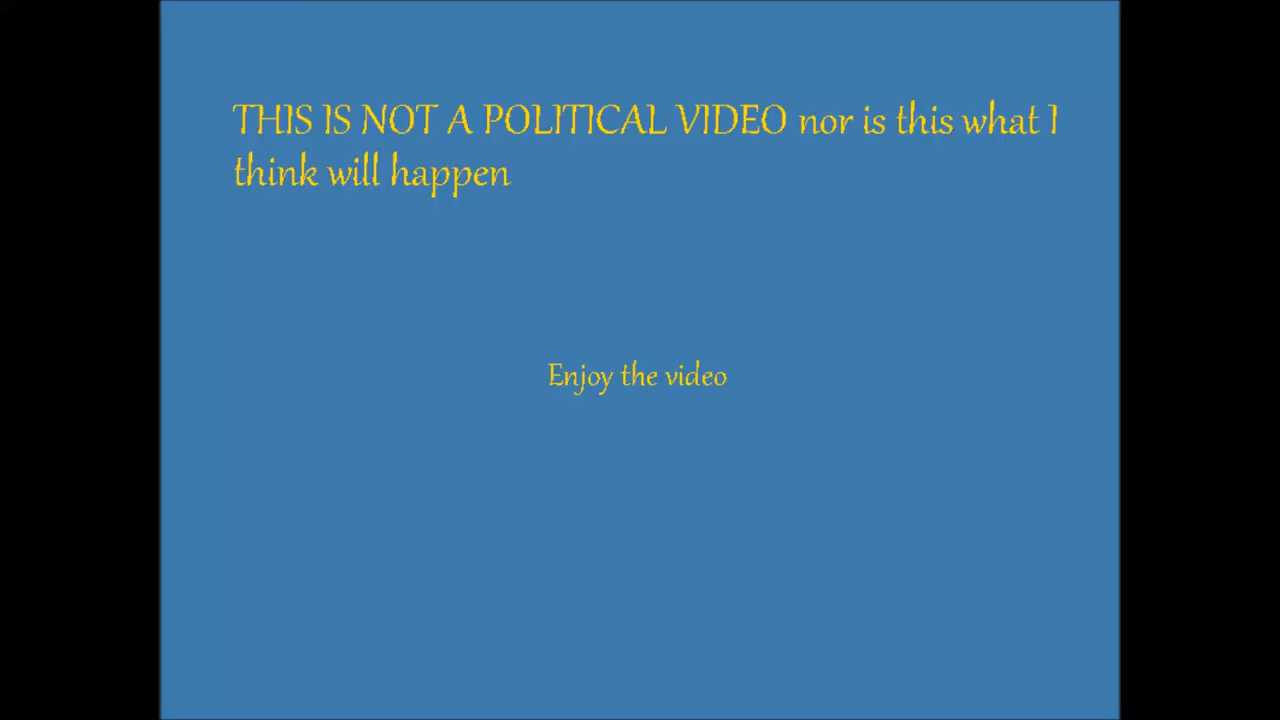 THIS IS NOT A POLITICAL VIDEO nor is this what I
think will happen
Enjoy the video